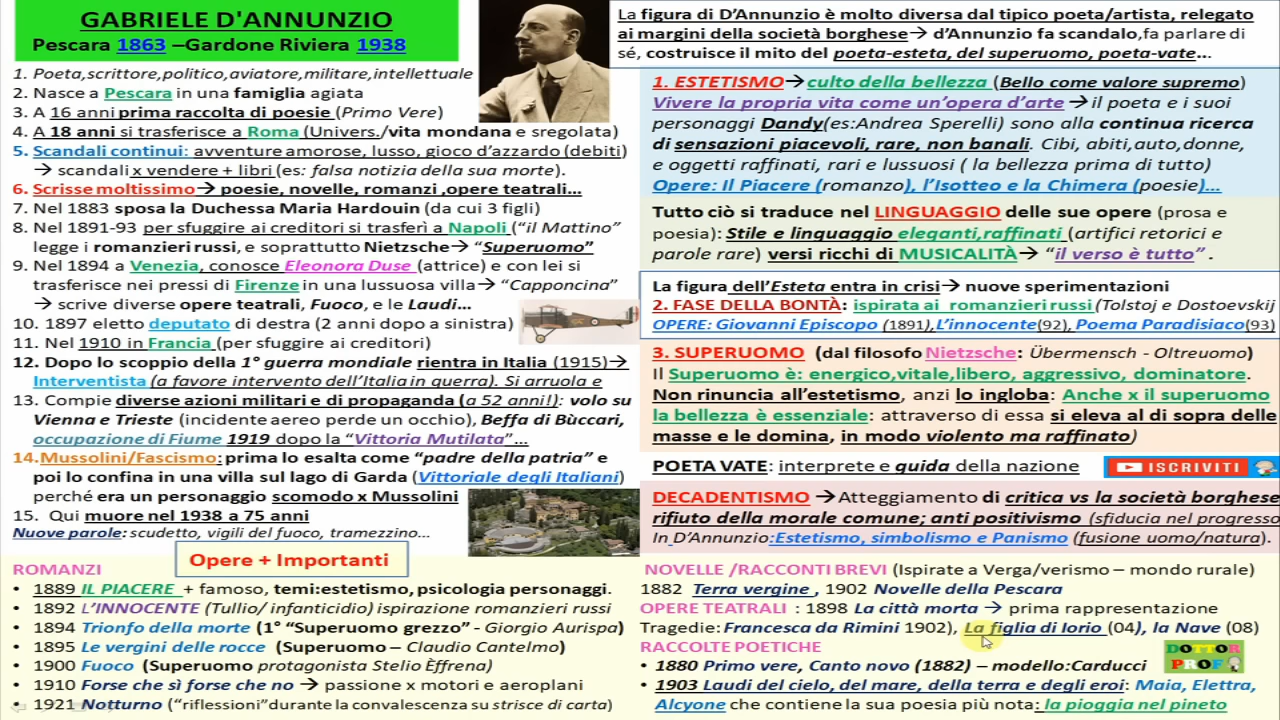 GABRIELE D'ANNUNZIO
Pescara 1863 –Gardone Riviera 1938
1. Poeta,scrittore,politico,aviatore,militare,intellettuale
2. Nasce a Pescara in una famiglia agiata
3. A 16 anni prima raccolta di poesie (Primo Vere)
4. A 18 anni si trasferisce a Roma (Univers./vita mondana e sregolata)
5. Scandali continui: avventure amorose, lusso, gioco d'azzardo (debiti)
→ scandali x vendere + libri (es: falsa notizia della sua morte).
6. Scrisse moltissimo→ poesie, novelle, romanzi ,opere teatrali...
7. Nel 1883 sposa la Duchessa Maria Hardouin (da cui 3 figli)
8. Nel 1891-93 per sfuggire ai creditori si trasferì a Napoli ("il Mattino"
legge i romanzieri russi, e soprattutto Nietzsche→ "Superuomo"
9. Nel 1894 a Venezia, conosce Eleonora Duse (attrice) e con lei si
trasferisce nei pressi di Firenze in una lussuosa villa→ "Capponcina"
→ scrive diverse opere teatrali, Fuoco, e le Laudi...
10. 1897 eletto deputato di destra (2 anni dopo a sinistra)
11. Nel 1910 in Francia (per sfuggire ai creditori)
12. Dopo lo scoppio della 1° guerra mondiale rientra in Italia (1915)→
Interventista (a favore intervento dell'Italia in guerra). Si arruola e
13. Compie diverse azioni militari e di propaganda (a 52 anni!): volo su
Vienna e Trieste (incidente aereo perde un occhio), Beffa di Bùccari,
occupazione di Fiume 1919 dopo la "Vittoria Mutilata"...
14.Mussolini/Fascismo: prima lo esalta come "padre della patria" e
poi lo confina in una villa sul lago di Garda (Vittoriale degli Italiani)
perché era un personaggio scomodo x Mussolini
15. Qui muore nel 1938 a 75 anni
Nuove parole: scudetto, vigili del fuoco, tramezzino...
La figura di D'Annunzio è molto diversa dal tipico poeta/artista, relegato
ai margini della società borghese→ d'Annunzio fa scandalo,fa parlare di
sé, costruisce il mito del poeta-esteta, del superuomo, poeta-vate...
1. ESTETISMO→culto della bellezza (Bello come valore supremo)
Vivere la propria vita come un'opera d'arte →il poeta e i suoi
personaggi Dandy(es:Andrea Sperelli) sono alla continua ricerca
di sensazioni piacevoli, rare, non banali. Cibi, abiti,auto,donne,
e oggetti raffinati, rari e lussuosi ( la bellezza prima di tutto)
Opere: Il Piacere (romanzo), l'Isotteo e la Chimera (poesie)...
Tutto ciò si traduce nel LINGUAGGIO delle sue opere (prosa e
poesia): Stile e linguaggio eleganti,raffinati (artifici retorici e
parole rare) versi ricchi di MUSICALITÀ→ "il verso è tutto" .
La figura dell'Esteta entra in crisi→ nuove sperimentazioni
2. FASE DELLA BONTÀ: ispirata ai romanzieri russi (Tolstoj e Dostoevskij
OPERE: Giovanni Episcopo (1891),L'innocente(92), Poema Paradisiaco(93)
3. SUPERUOMO (dal filosofo Nietzsche: Übermensch - Oltreuomo)
Il Superuomo è: energico,vitale,libero, aggressivo, dominatore.
Non rinuncia all'estetismo, anzi lo ingloba: Anche x il superuomo
la bellezza è essenziale: attraverso di essa si eleva al di sopra delle
masse e le domina, in modo violento ma raffinato)
POETA VATE: interprete e guida della nazione
ISCRIVITI
DECADENTISMO →Atteggiamento di critica vs la società borghese
rifiuto della morale comune; anti positivismo (sfiducia nel progresso
In D'Annunzio:Estetismo, simbolismo e Panismo (fusione uomo/natura).
Opere + Importanti
ROMANZI
• 1889 IL PIACERE + famoso, temi:estetismo,psicologia personaggi.
• 1892 L'INNOCENTE (Tullio/ infanticidio) ispirazione romanzieri russi
• 1894 Trionfo della morte (1° "Superuomo grezzo" - Giorgio Aurispa)
• 1895 Le vergini delle rocce (Superuomo – Claudio Cantelmo)
• 1900 Fuoco (Superuomo protagonista Stelio Èffrena)
• 1910 Forse che sì forse che no → passione x motori e aeroplani
• 1921 Notturno ("riflessioni"durante la convalescenza su strisce di carta)
NOVELLE /RACCONTI BREVI (Ispirate a Verga/verismo – mondo rurale)
1882 Terra vergine , 1902 Novelle della Pescara
OPERE TEATRALI : 1898 La città morta → prima rappresentazione
Tragedie: Francesca da Rimini 1902), La figlia di Iorio (04), la Nave (08)
RACCOLTE POETICHE
• 1880 Primo vere, Canto novo (1882) – modello:Carducci
• 1903 Laudi del cielo, del mare, della terra e degli eroi: Maia, Elettra,
Alcyone che contiene la sua poesia più nota: la pioggia nel pineto
DOTTOR
PROF